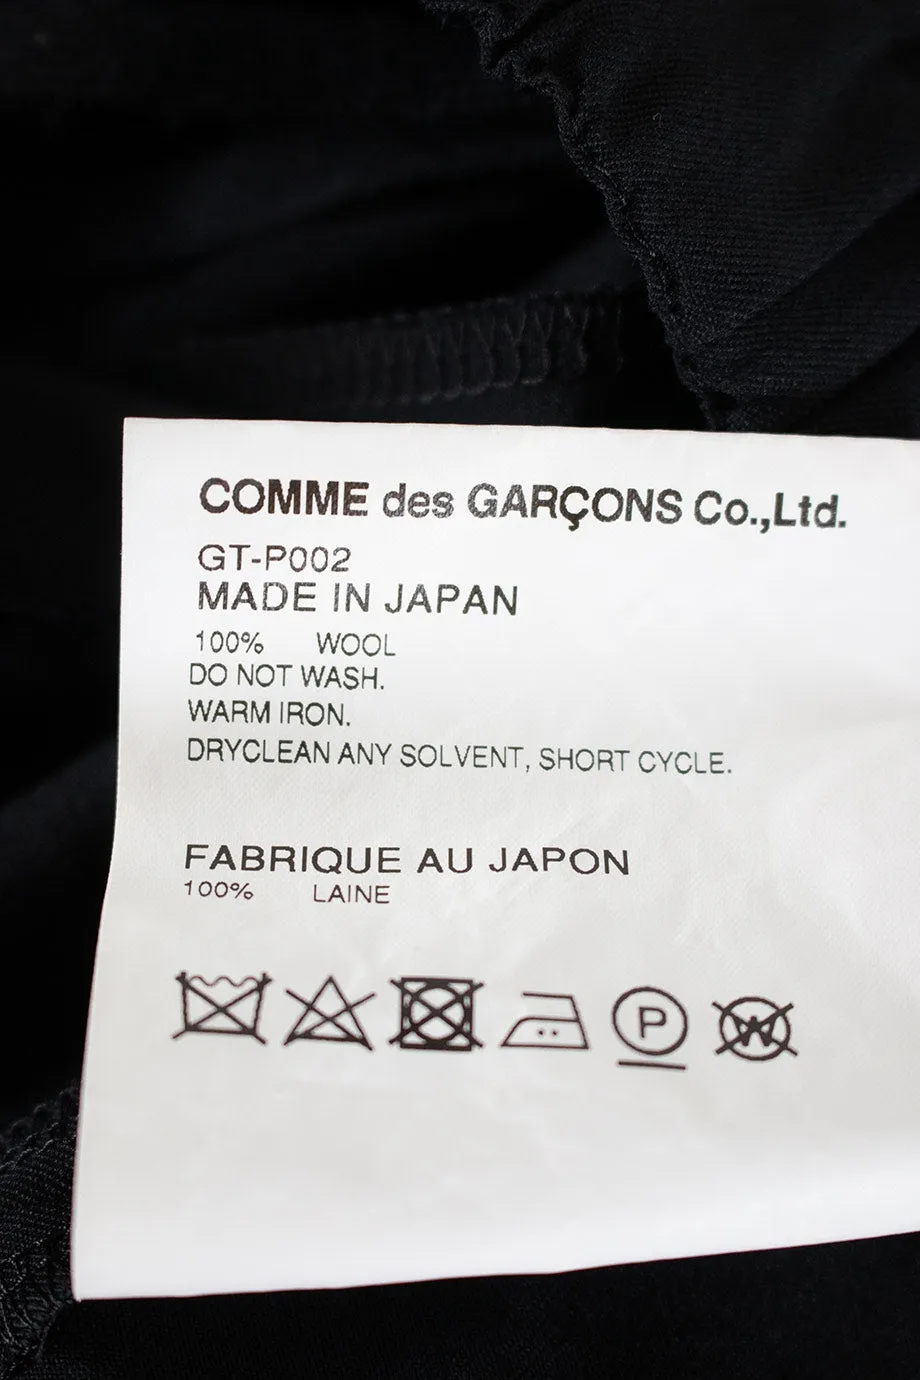 COMME des GARÇONS Co.,Ltd.
GT-P002
MADE IN JAPAN
100% WOOL
DO NOT WASH.
WARM IRON.
DRYCLEAN ANY SOLVENT, SHORT CYCLE.
FABRIQUE AU JAPON
100% LAINE
P W